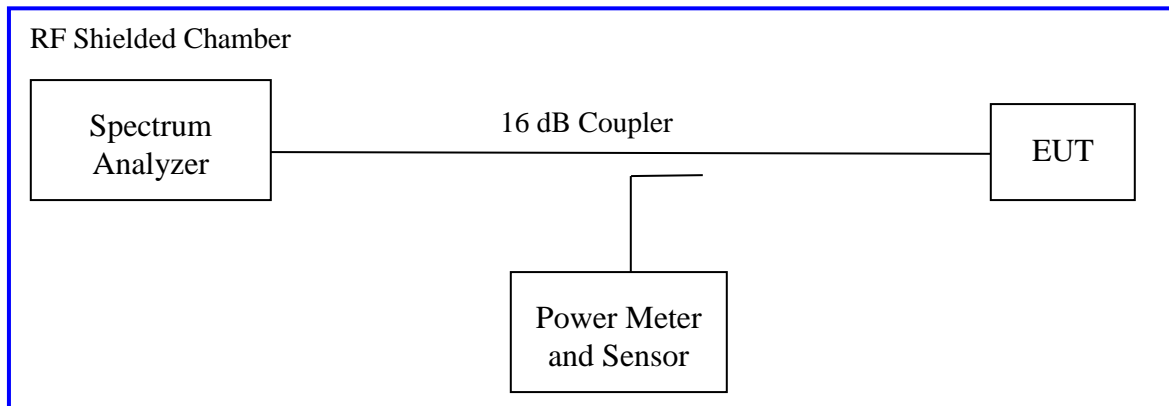 RF Shielded Chamber
Spectrum
Analyzer
16 dB Coupler
EUT
Power Meter
and Sensor